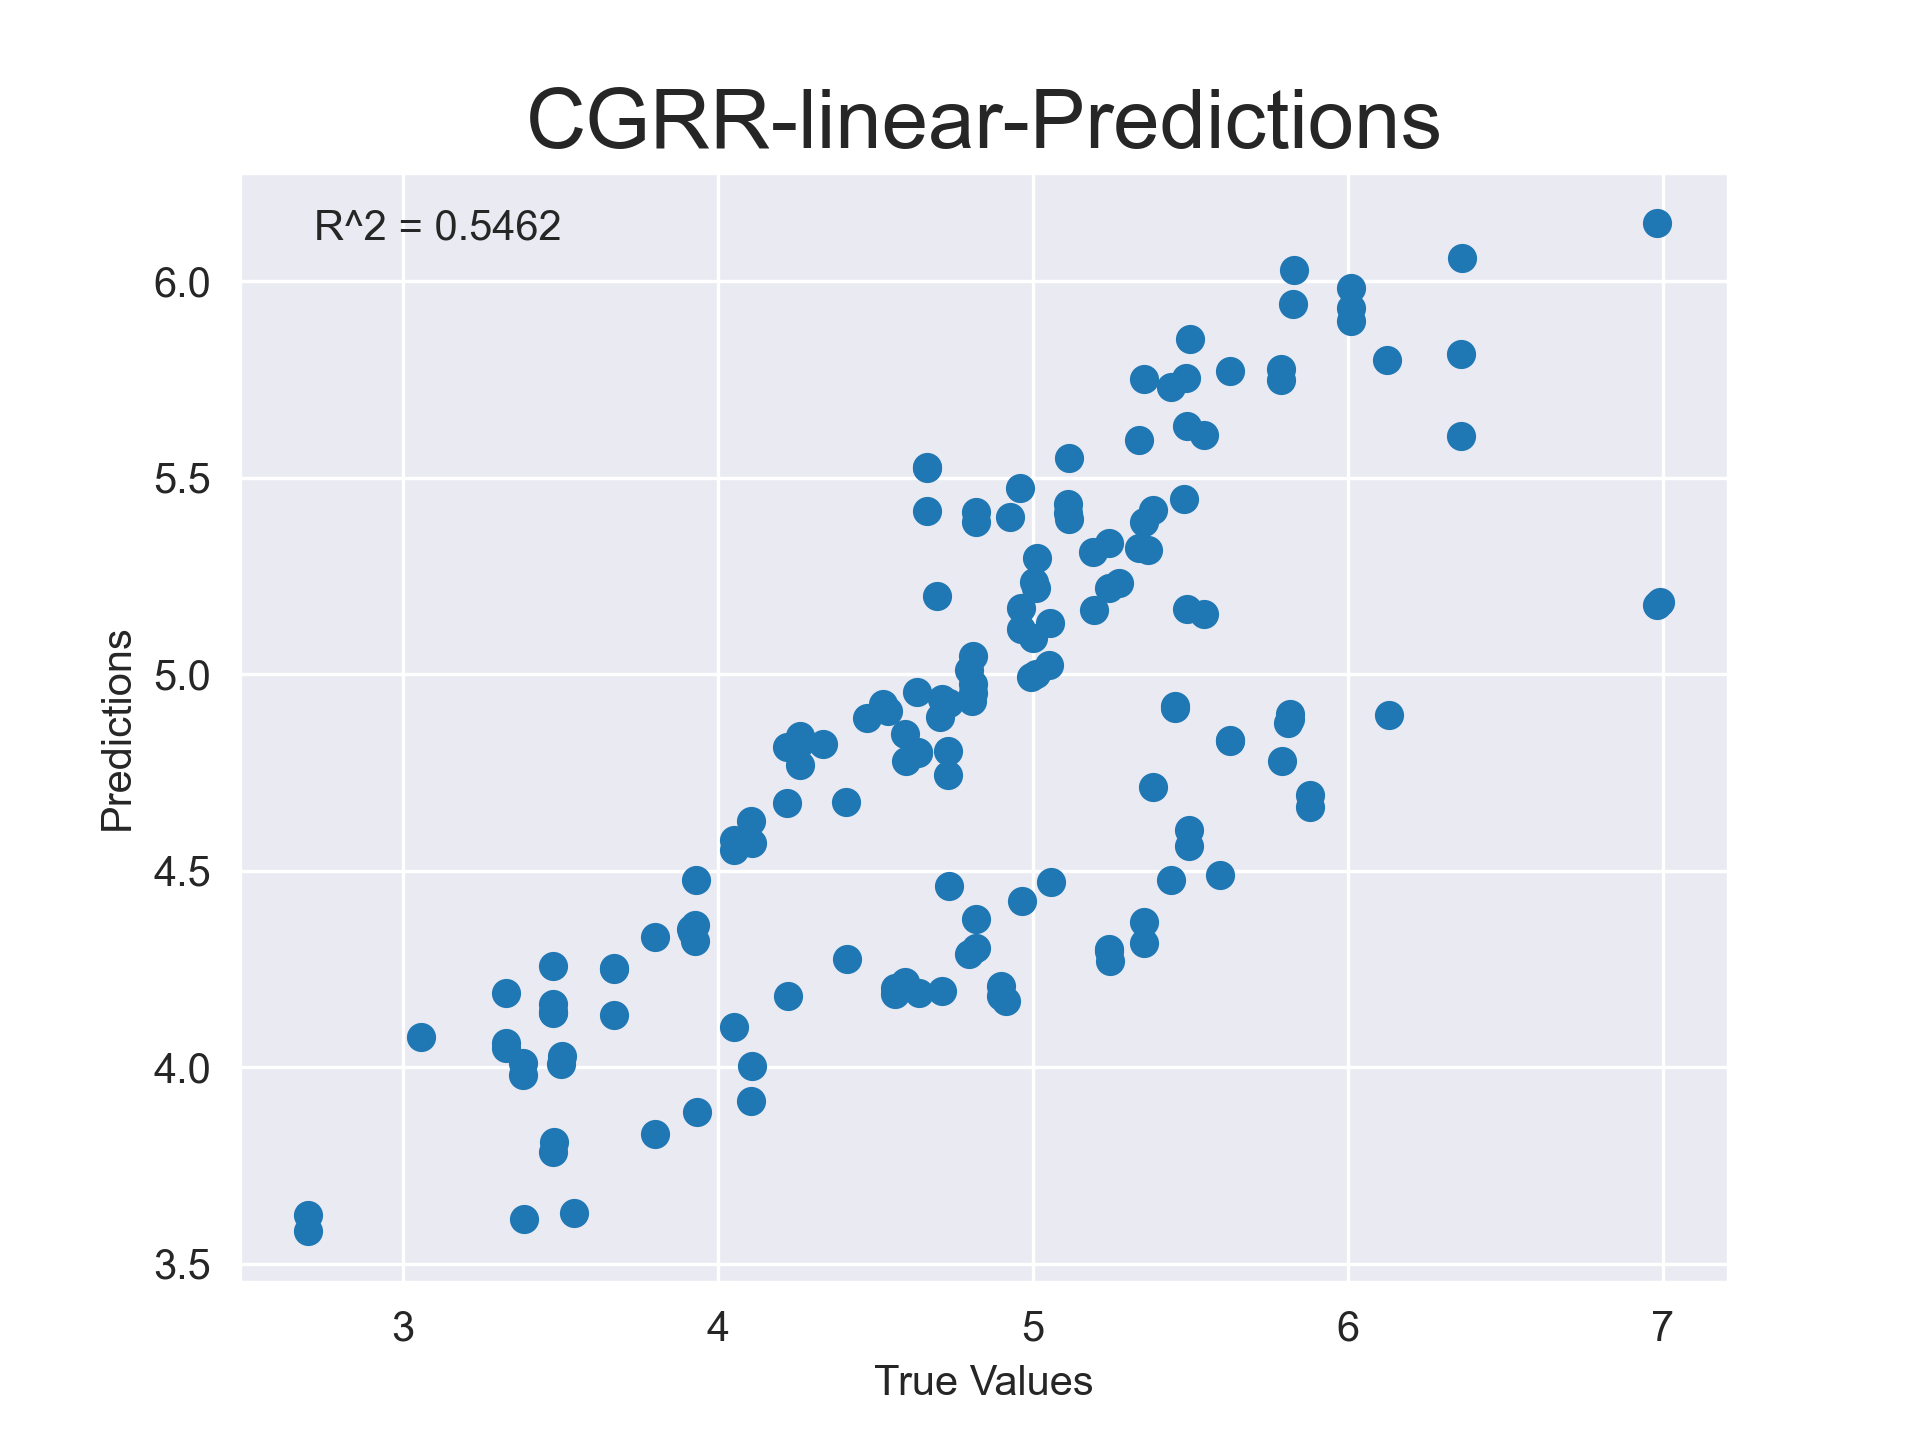 CGRR-linear-Predictions
R^2 = 0.5462
6.0
5.5
5.0
4.5
4.0
3.5
Predictions
3 4 5 6 7
True Values